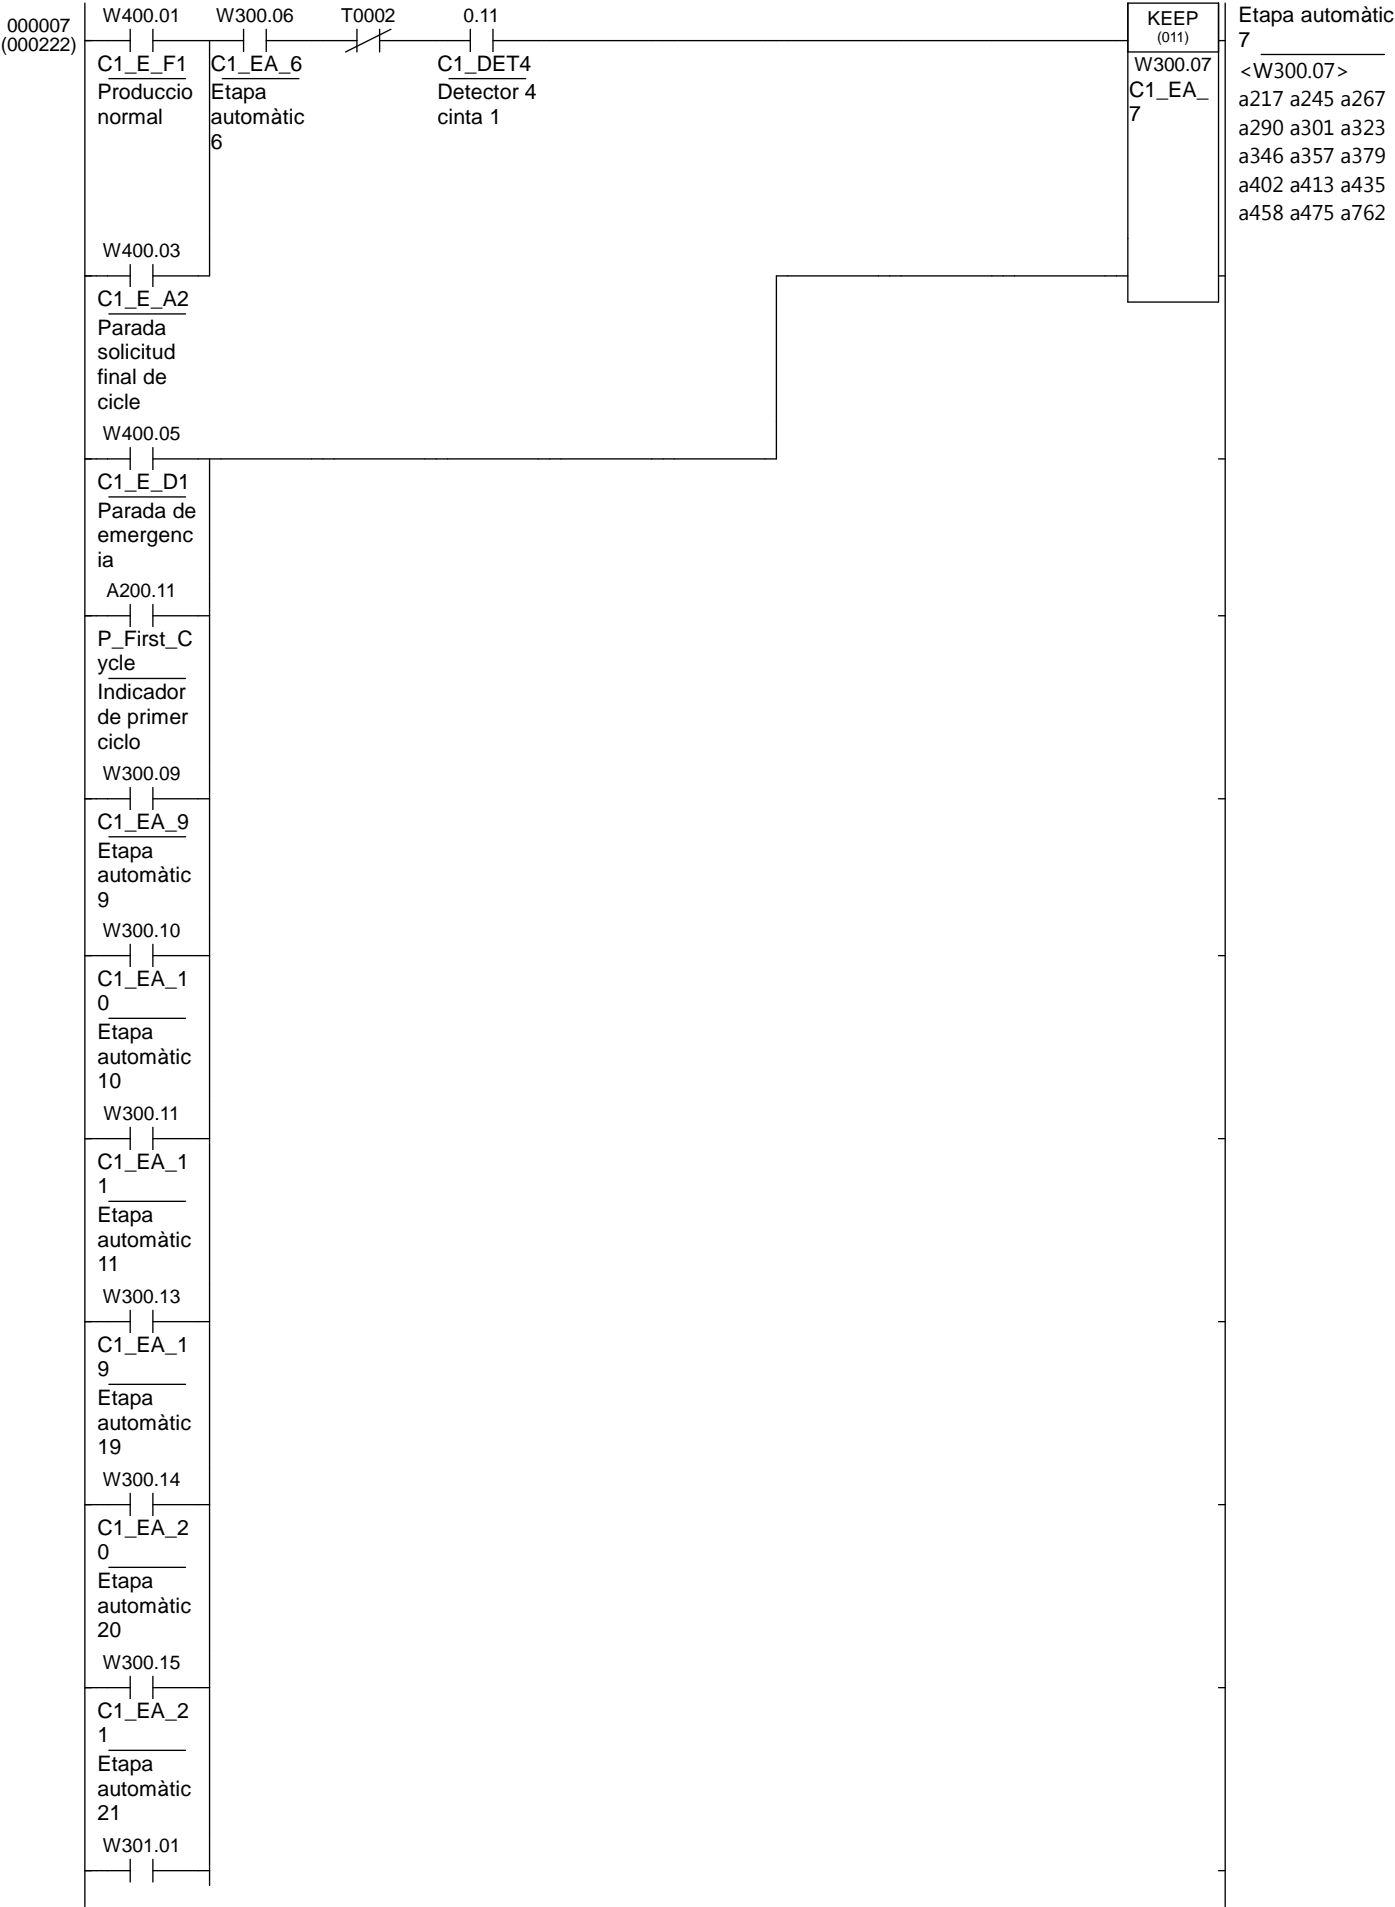 000007
(000222)
W400.01
C1_E_F1
Produccio
normal
W300.06
C1_EA_6
Etapa
automàtic
6
T0002
0.11
C1_DET4
Detector 4
cinta 1
KEEP
(011)
W300.07
C1_EA_
7
Etapa automàtic
7
<W300.07>
a217 a245 a267
a290 a301 a323
a346 a357 a379
a402 a413 a435
a458 a475 a762
W400.03
C1_E_A2
Parada
solicitud
final de
cicle
W400.05
C1_E_D1
Parada de
emergenc
ia
A200.11
P_First_C
ycle
Indicador
de primer
ciclo
W300.09
C1_EA_9
Etapa
automàtic
9
W300.10
C1_EA_1
0
Etapa
automàtic
10
W300.11
C1_EA_1
1
Etapa
automàtic
11
W300.13
C1_EA_1
9
Etapa
automàtic
19
W300.14
C1_EA_2
0
Etapa
automàtic
20
W300.15
C1_EA_2
1
Etapa
automàtic
21
W301.01